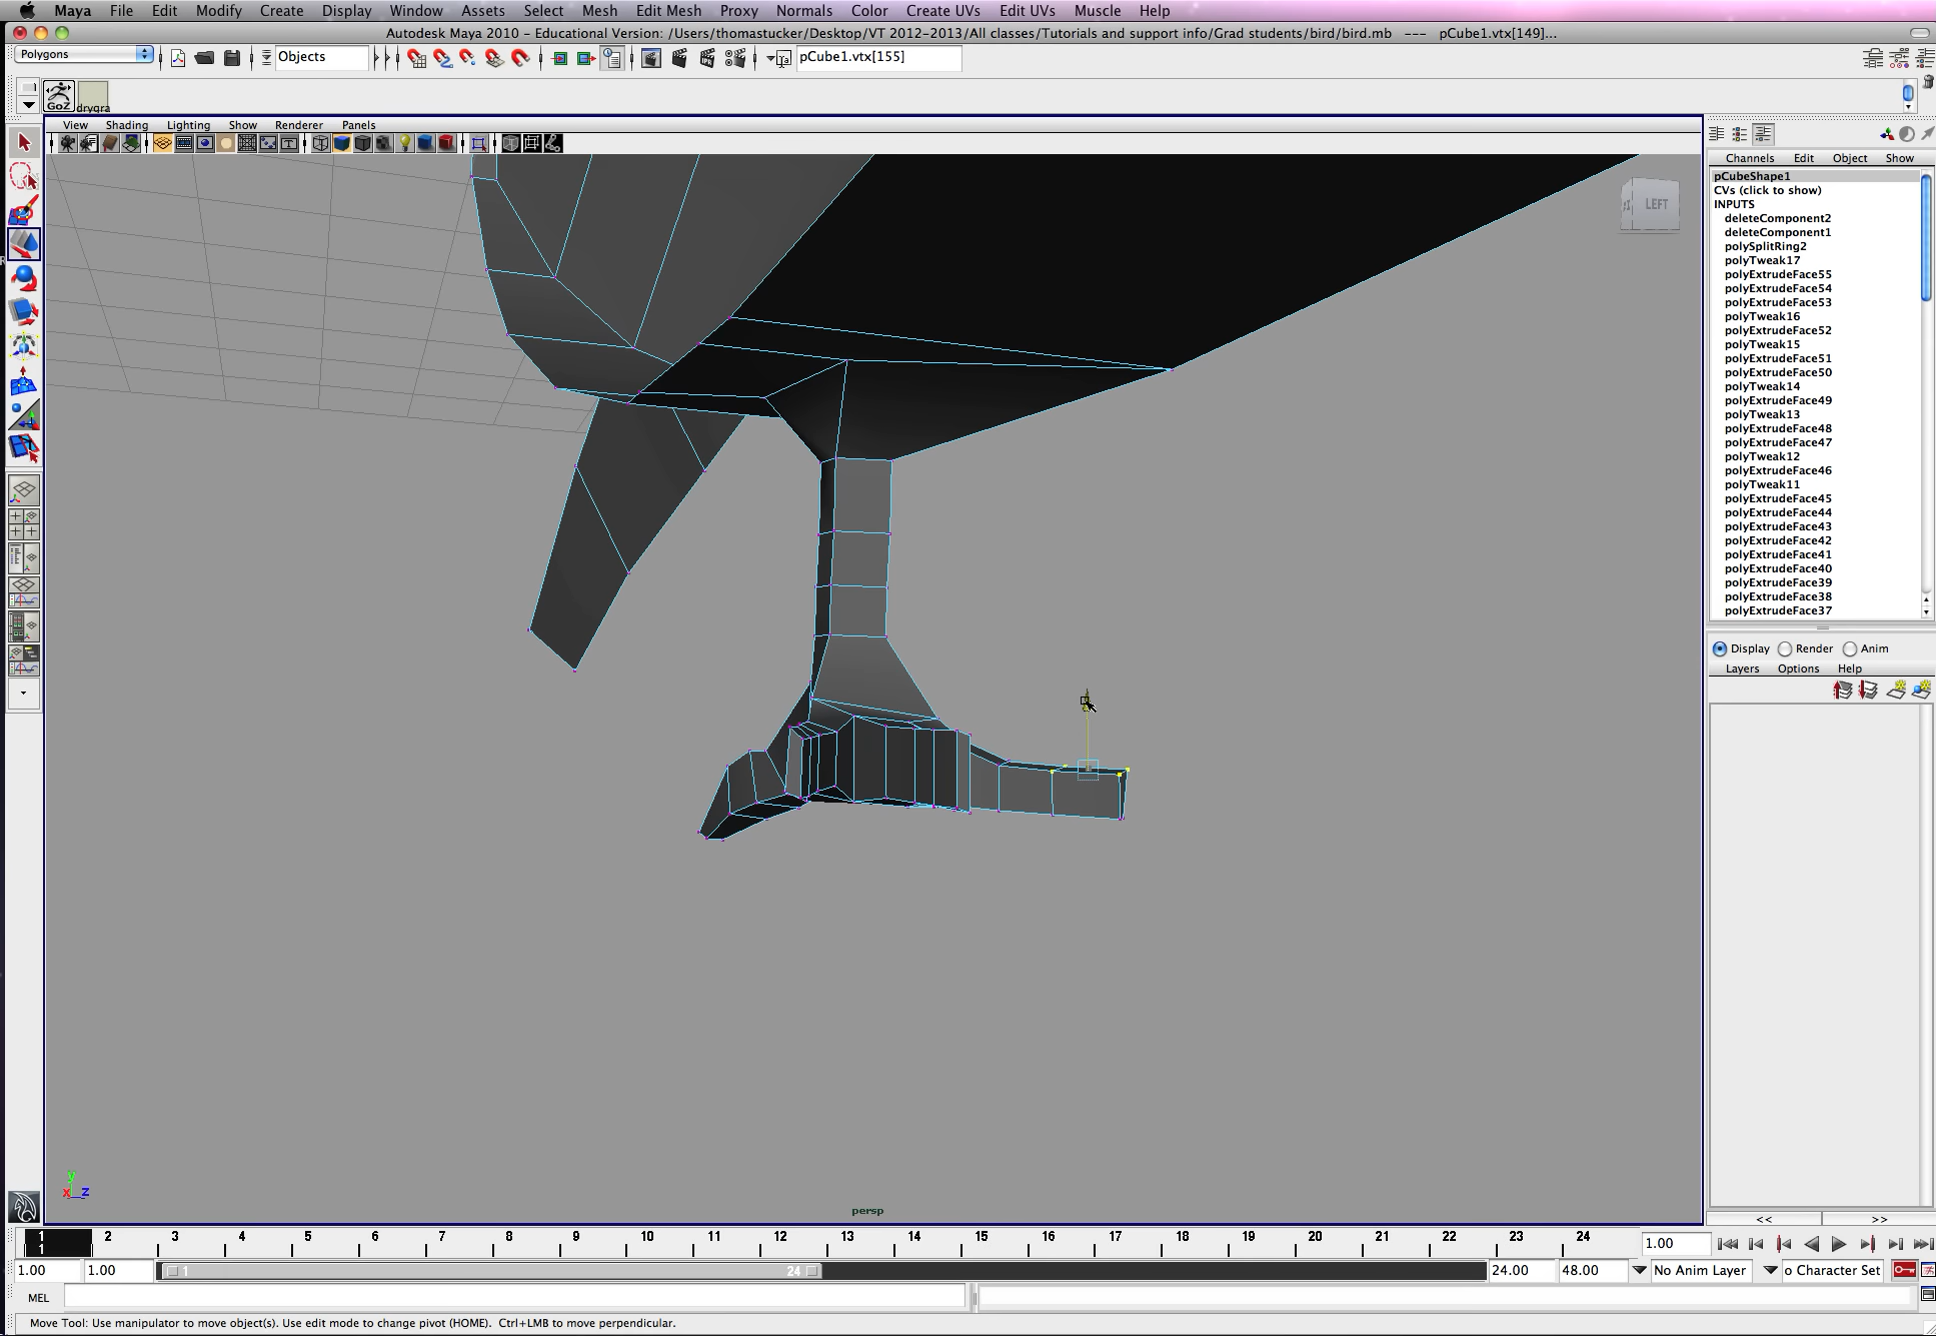 Maya File Edit Modify Create Display Window Assets Select Mesh Edit Mesh Proxy Normals Color Create UVs Edit UVs Muscle Help
Autodesk Maya 2010 - Educational Version: /Users/thomastucker/Desktop/VT 2012-2013/All classes/Tutorials and support info/Grad students/bird/bird.mb --- pCube1.vtx[149]...
Polygons Objects pCube1.vtx[155]
GoZ drygra
View Shading Lighting Show Renderer Panels
LEFT
Channels Edit Object Show
pCubeShape1
CVs (click to show)
INPUTS
deleteComponent2
deleteComponent1
polySplitRing2
polyTweak17
polyExtrudeFace55
polyExtrudeFace54
polyExtrudeFace53
polyTweak16
polyExtrudeFace52
polyTweak15
polyExtrudeFace51
polyExtrudeFace50
polyTweak14
polyExtrudeFace49
polyTweak13
polyExtrudeFace48
polyExtrudeFace47
polyTweak12
polyExtrudeFace46
polyTweak11
polyExtrudeFace45
polyExtrudeFace44
polyExtrudeFace43
polyExtrudeFace42
polyExtrudeFace41
polyExtrudeFace40
polyExtrudeFace39
polyExtrudeFace38
polyExtrudeFace37
Display Render Anim
Layers Options Help
y
x z
persp
<< >>
1 2 3 4 5 6 7 8 9 10 11 12 13 14 15 16 17 18 19 20 21 22 23 24 1.00
1
1.00 1.00 1 24 24.00 48.00 No Anim Layer o Character Set
MEL
Move Tool: Use manipulator to move object(s). Use edit mode to change pivot (HOME). Ctrl+LMB to move perpendicular.